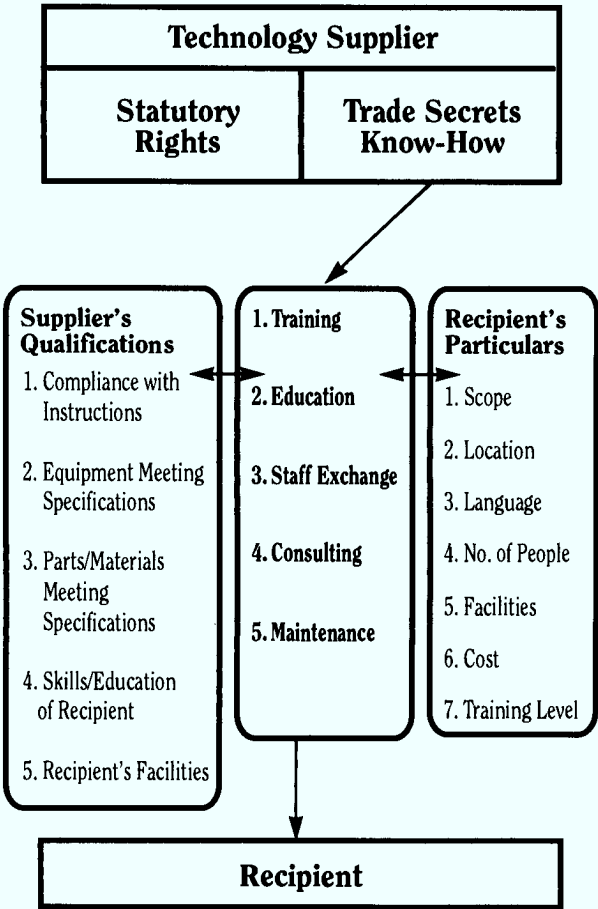 Technology Supplier
Statutory
Rights
Trade Secrets
Know-How
Supplier's
Qualifications
1. Compliance with
Instructions
2. Equipment Meeting
Specifications
3. Parts/Materials
Meeting
Specifications
4. Skills/Education
of Recipient
5. Recipient's Facilities
1. Training
2. Education
3. Staff Exchange
4. Consulting
5. Maintenance
Recipient's
Particulars
1. Scope
2. Location
3. Language
4. No. of People
5. Facilities
6. Cost
7. Training Level
Recipient